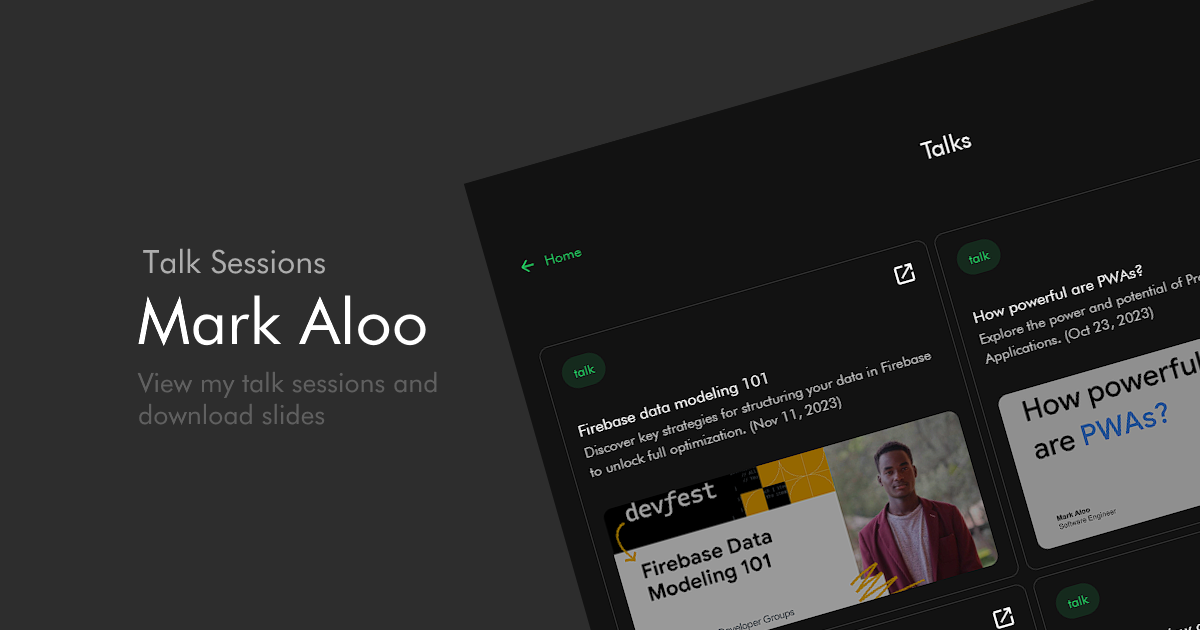 Talk Sessions
Mark Aloo
View my talk sessions and
download slides
Talks
Home
talk
Firebase data modeling 101
Discover key strategies for structuring your data in Firebase
to unlock full optimization. (Nov 11, 2023)
devfest
Firebase Data
Modeling 101
Developer Groups
talk
How powerful are PWAs?
Explore the power and potential of
Applications. (Oct 23, 2023)
How powerful
are PWAs?
Mark Aloo
Software Engineer
talk